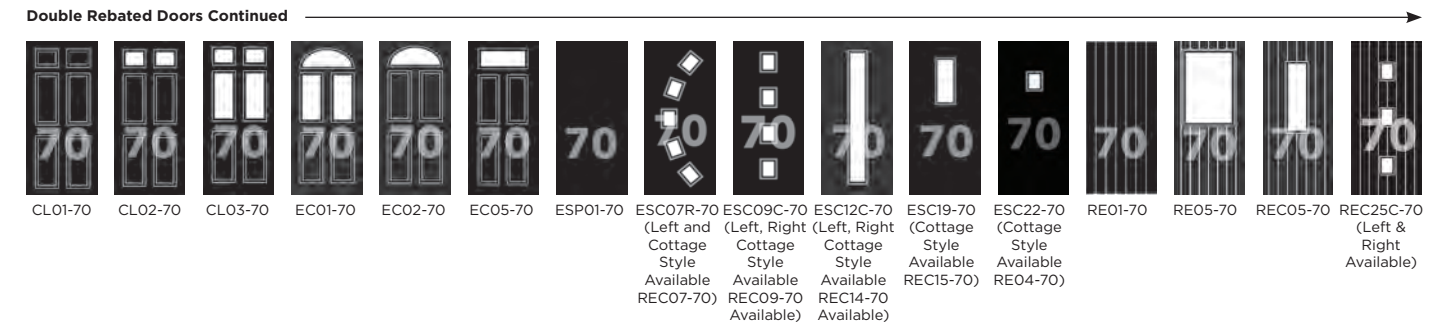 Double Rebated Doors Continued
70 70 70 70 70 70 70 70 70 70 70 70 70 70 70 70
CL01-70 CL02-70 CL03-70 EC01-70 EC02-70 EC05-70 ESP01-70 ESC07R-70 ESC09C-70 ESC12C-70 ESC19-70 ESC22-70 RE01-70 RE05-70 REC05-70 REC25C-70
(Left and (Left, Right (Left, Right (Cottage (Cottage (Left &
Cottage Cottage Cottage Style Style Right
Style Style Style Available Available Available)
Available Available Available REC15-70) RE04-70)
REC07-70) REC09-70 REC14-70
Available) Available)